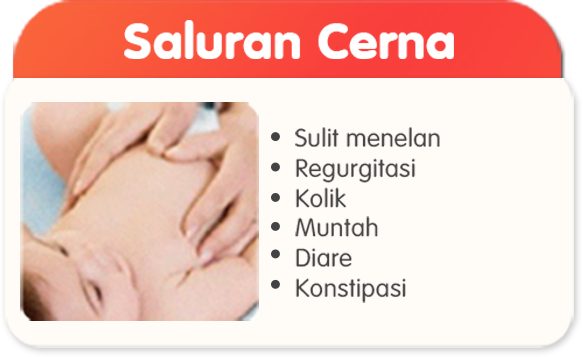 Saluran Cerna
• Sulit menelan
• Regurgitasi
• Kolik
• Muntah
• Diare
• Konstipasi